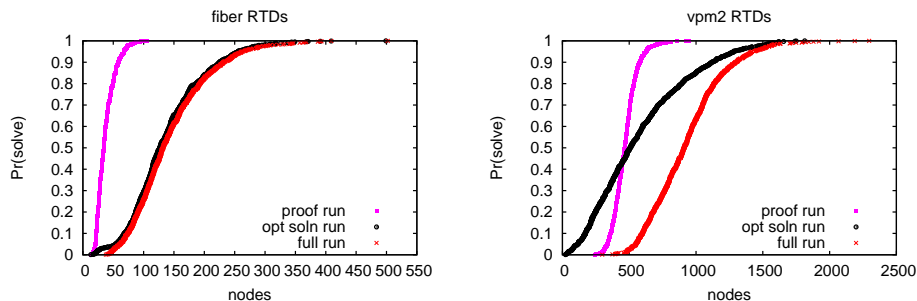 fiber RTDs
Pr(solve)
1
0.9
0.8
0.7
0.6
0.5
0.4
0.3
0.2
0.1
0
proof run
opt soln run
full run
0 50 100 150 200 250 300 350 400 450 500 550
nodes
vpm2 RTDs
Pr(solve)
1
0.9
0.8
0.7
0.6
0.5
0.4
0.3
0.2
0.1
0
proof run
opt soln run
full run
0 500 1000 1500 2000 2500
nodes